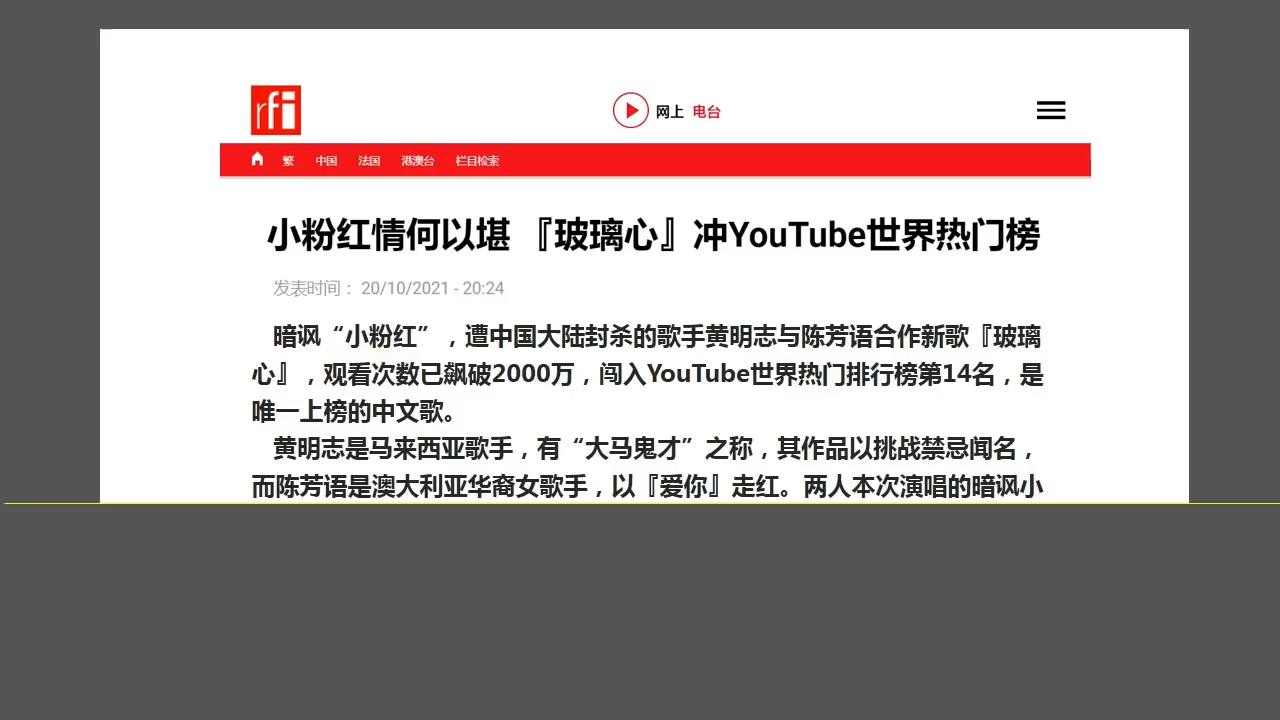 rfi
网上 电台
繁 中国 法国 港澳台 栏目检索
小粉红情何以堪 『玻璃心』冲YouTube世界热门榜
发表时间： 20/10/2021 - 20:24
暗讽“小粉红”，遭中国大陆封杀的歌手黄明志与陈芳语合作新歌『玻璃
心』，观看次数已飙破2000万，闯入YouTube世界热门排行榜第14名，是
唯一上榜的中文歌。
黄明志是马来西亚歌手，有“大马鬼才”之称，其作品以挑战禁忌闻名，
而陈芳语是澳大利亚华裔女歌手，以『爱你』走红。两人本次演唱的暗讽小